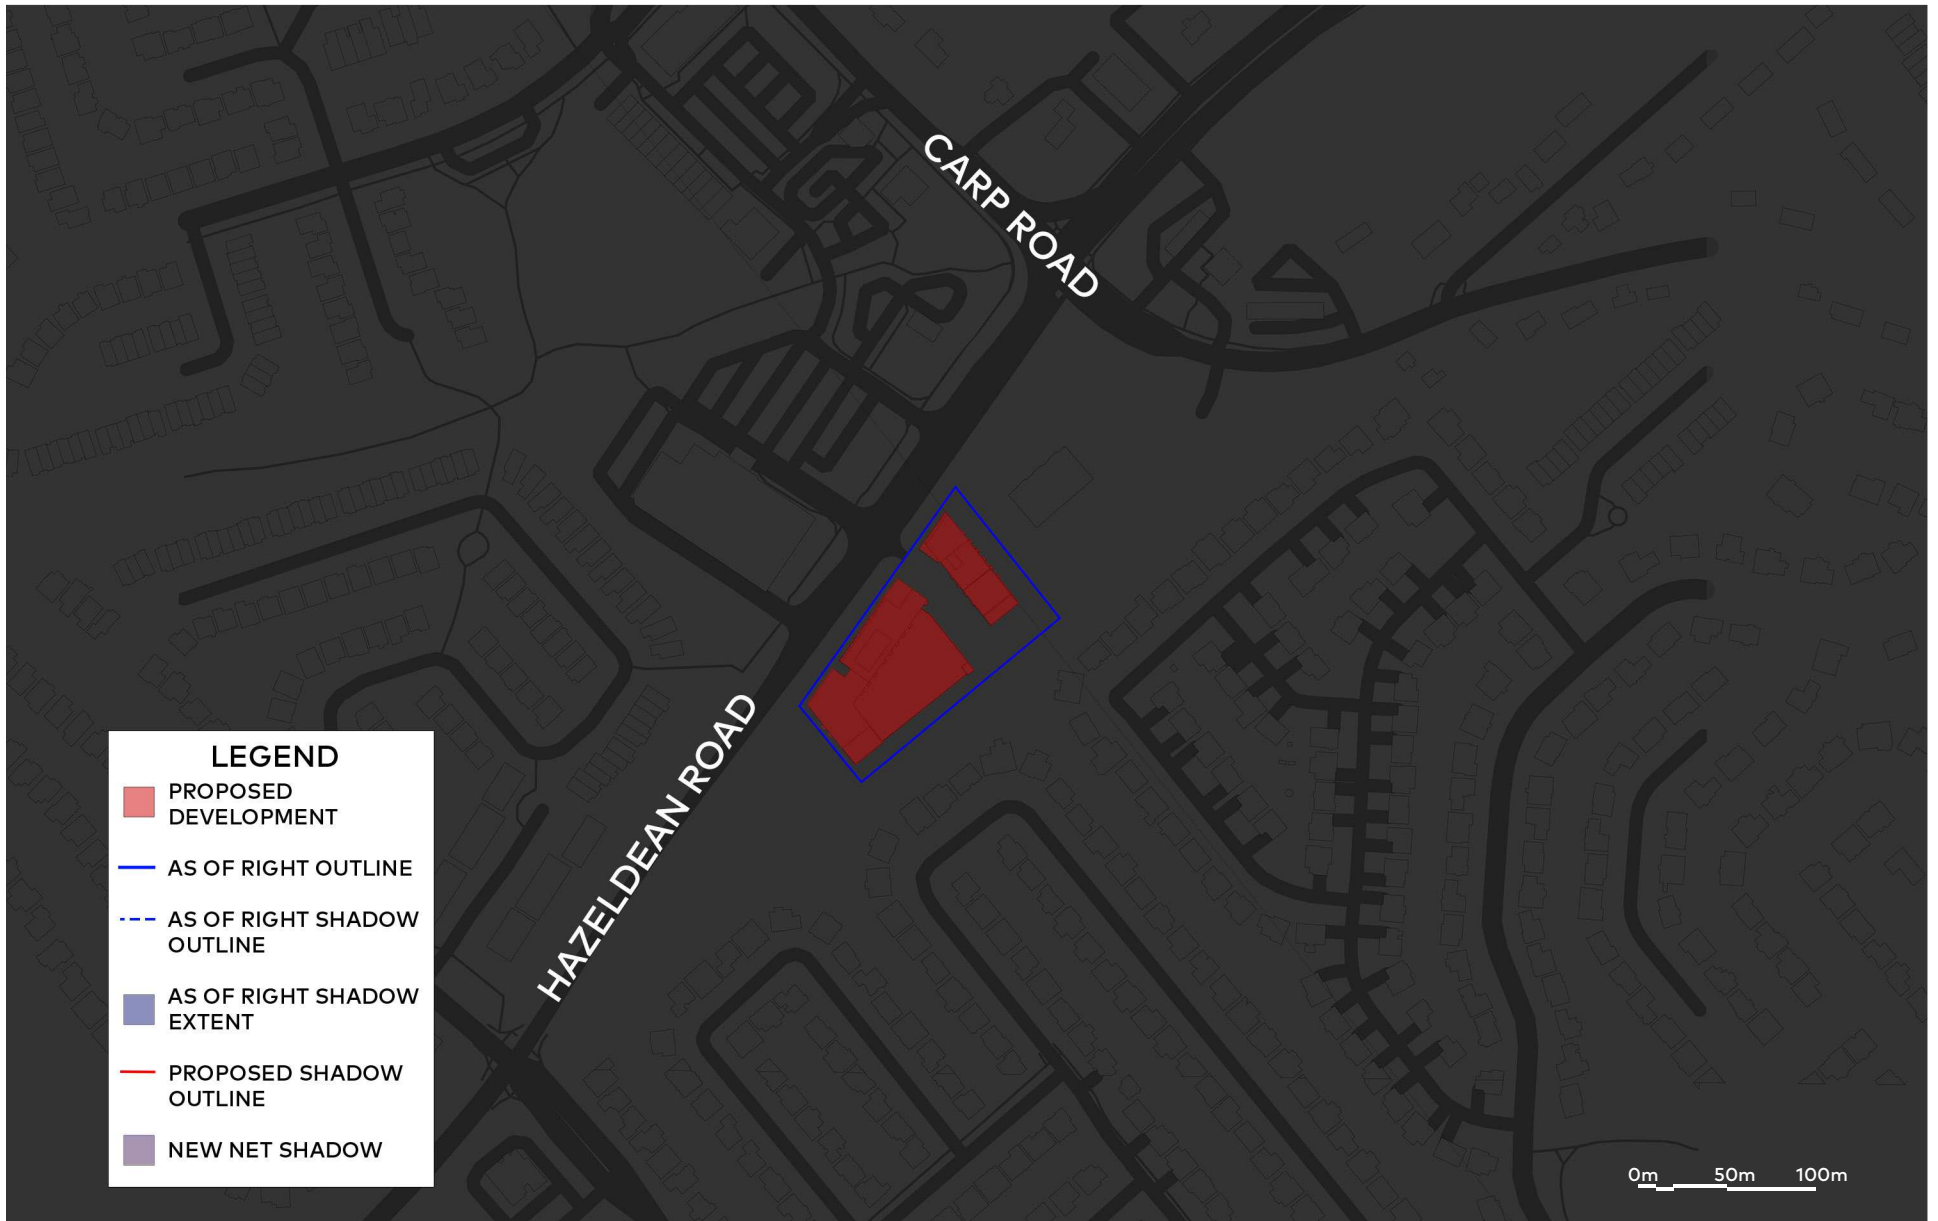 CARP ROAD
HAZELDEAN ROAD
LEGEND
PROPOSED
DEVELOPMENT
AS OF RIGHT OUTLINE
AS OF RIGHT SHADOW
OUTLINE
AS OF RIGHT SHADOW
EXTENT
PROPOSED SHADOW
OUTLINE
NEW NET SHADOW
0m 50m 100m